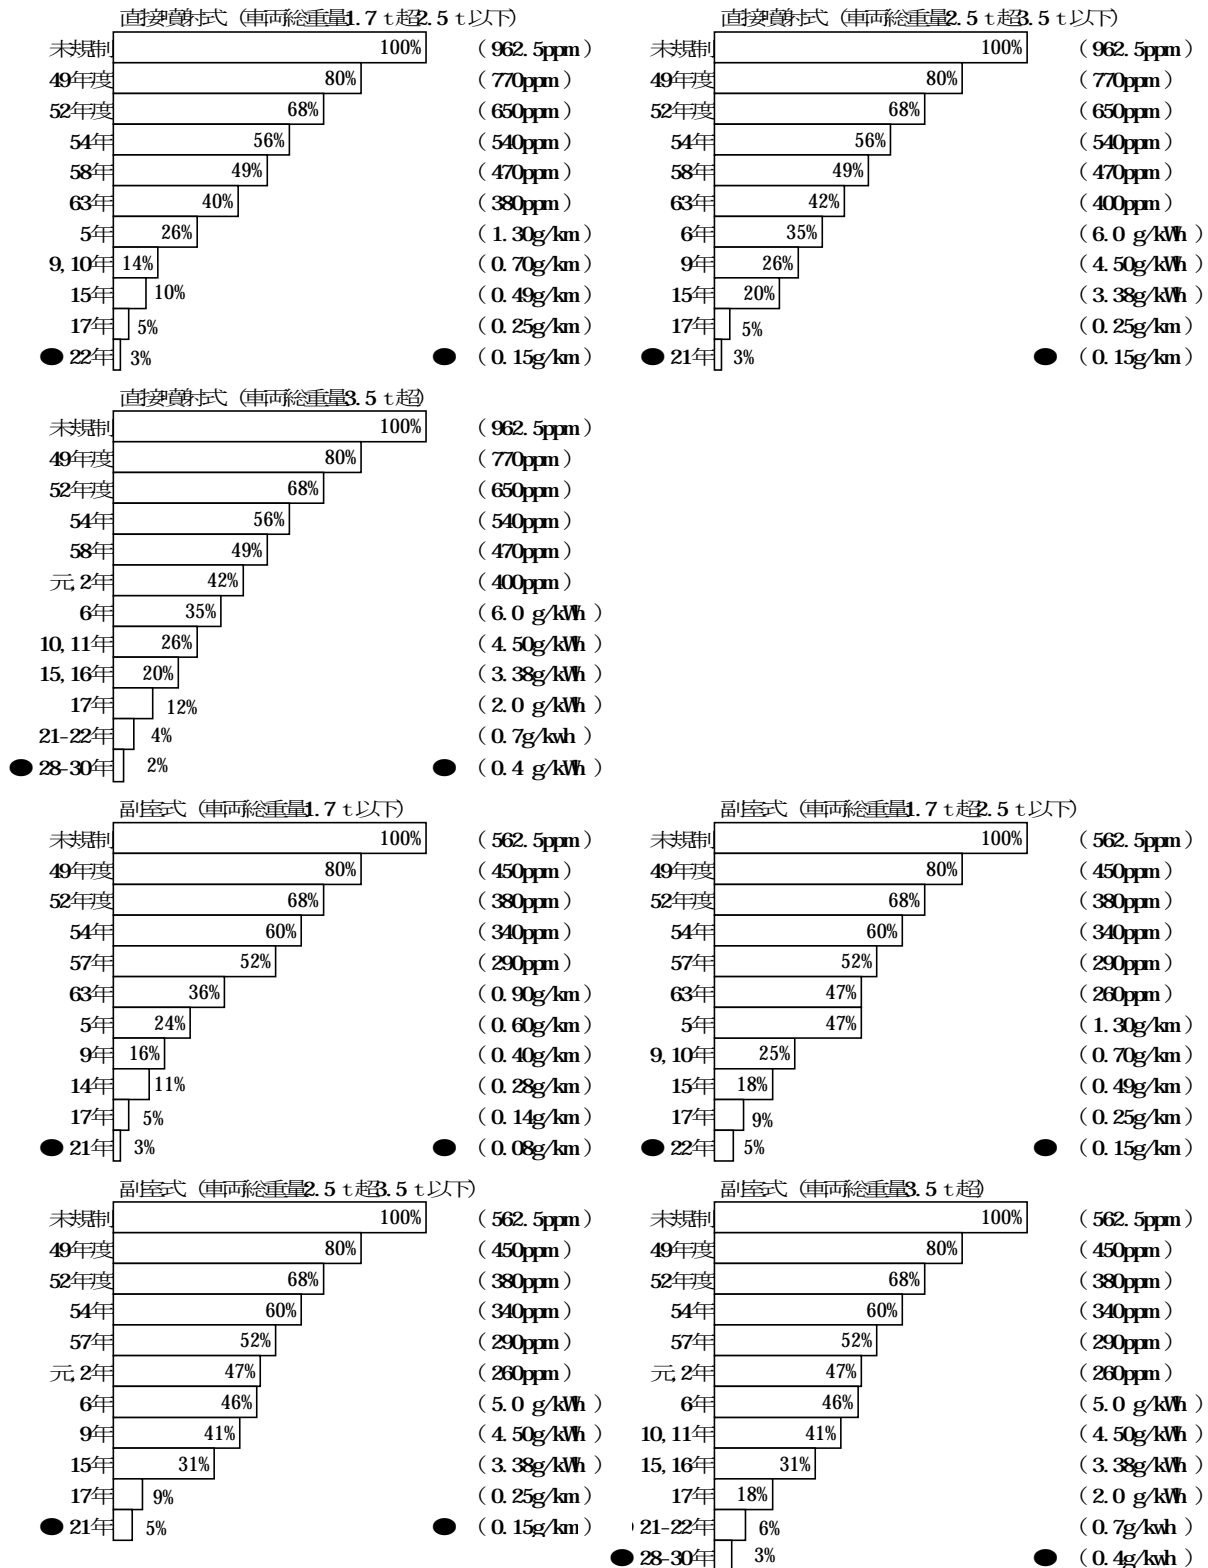 直接噴射式（車両総重量1.7ｔ超2.5ｔ以下）
未規制 100% （962.5ppm）
49年度 80% （770ppm）
52年度 68% （650ppm）
54年 56% （540ppm）
58年 49% （470ppm）
63年 40% （380ppm）
5年 26% （1.30g/km）
9,10年 14% （0.70g/km）
15年 10% （0.49g/km）
17年 5% （0.25g/km）
● 22年 3% ● （0.15g/km）
直接噴射式（車両総重量2.5ｔ超3.5ｔ以下）
未規制 100% （962.5ppm）
49年度 80% （770ppm）
52年度 68% （650ppm）
54年 56% （540ppm）
58年 49% （470ppm）
63年 42% （400ppm）
6年 35% （6.0 g/kWh）
9年 26% （4.50g/kWh）
15年 20% （3.38g/kWh）
17年 5% （0.25g/km）
● 21年 3% ● （0.15g/km）
直接噴射式（車両総重量3.5ｔ超）
未規制 100% （962.5ppm）
49年度 80% （770ppm）
52年度 68% （650ppm）
54年 56% （540ppm）
58年 49% （470ppm）
元,2年 42% （400ppm）
6年 35% （6.0 g/kWh）
10,11年 26% （4.50g/kWh）
15,16年 20% （3.38g/kWh）
17年 12% （2.0 g/kWh）
21-22年 4% （0.7g/kwh）
● 28-30年 2% ● （0.4 g/kWh）
副室式（車両総重量1.7ｔ以下）
未規制 100% （562.5ppm）
49年度 80% （450ppm）
52年度 68% （380ppm）
54年 60% （340ppm）
57年 52% （290ppm）
63年 36% （0.90g/km）
5年 24% （0.60g/km）
9年 16% （0.40g/km）
14年 11% （0.28g/km）
17年 5% （0.14g/km）
● 21年 3% ● （0.08g/km）
副室式（車両総重量1.7ｔ超2.5ｔ以下）
未規制 100% （562.5ppm）
49年度 80% （450ppm）
52年度 68% （380ppm）
54年 60% （340ppm）
57年 52% （290ppm）
63年 47% （260ppm）
5年 47% （1.30g/km）
9,10年 25% （0.70g/km）
15年 18% （0.49g/km）
17年 9% （0.25g/km）
● 22年 5% ● （0.15g/km）
副室式（車両総重量2.5ｔ超3.5ｔ以下）
未規制 100% （562.5ppm）
49年度 80% （450ppm）
52年度 68% （380ppm）
54年 60% （340ppm）
57年 52% （290ppm）
元,2年 47% （260ppm）
6年 46% （5.0 g/kWh）
9年 41% （4.50g/kWh）
15年 31% （3.38g/kWh）
17年 9% （0.25g/km）
● 21年 5% ● （0.15g/km）
副室式（車両総重量3.5ｔ超）
未規制 100% （562.5ppm）
49年度 80% （450ppm）
52年度 68% （380ppm）
54年 60% （340ppm）
57年 52% （290ppm）
元,2年 47% （260ppm）
6年 46% （5.0 g/kWh）
10,11年 41% （4.50g/kWh）
15,16年 31% （3.38g/kWh）
17年 18% （2.0 g/kWh）
21-22年 6% （0.7g/kwh）
● 28-30年 3% ● （0.4g/kwh）